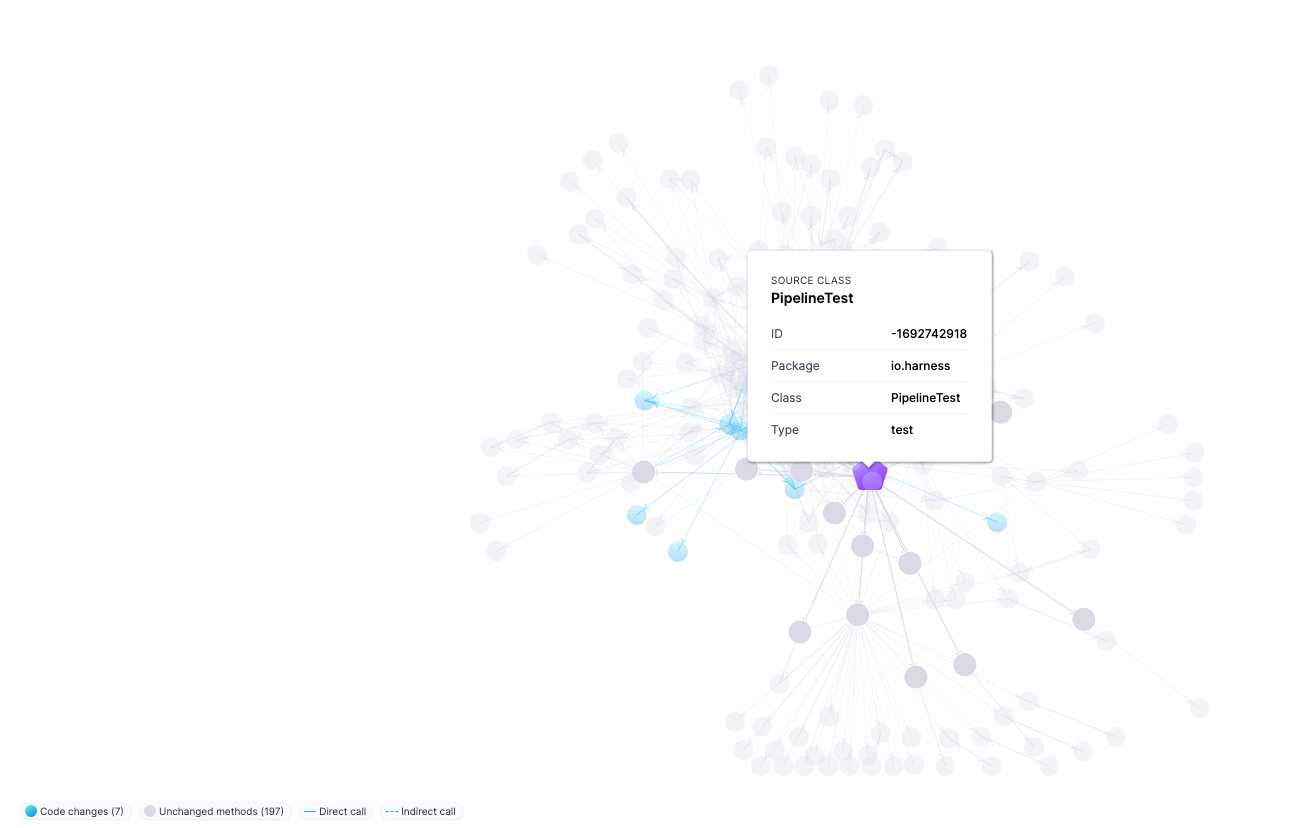 SOURCE CLASS
PipelineTest
ID -1692742918
Package io.harness
Class PipelineTest
Type test
Code changes (7) Unchanged methods (197) Direct call Indirect call